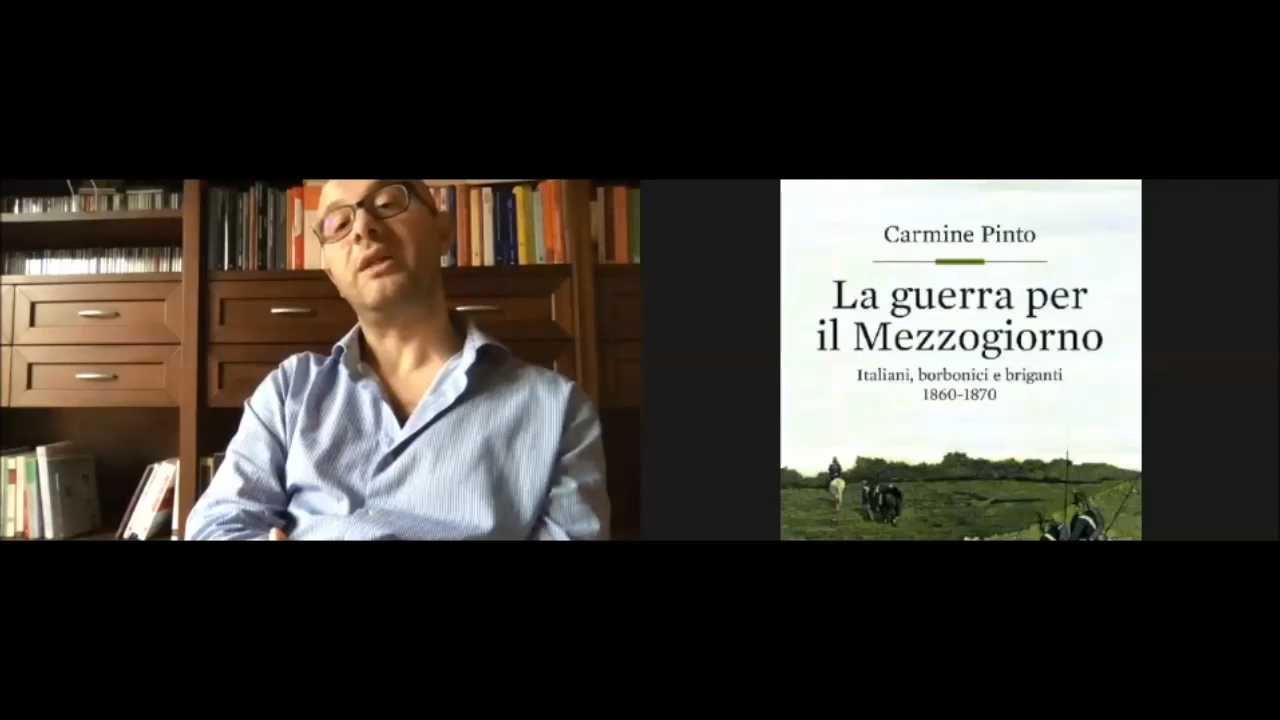 Carmine Pinto
La guerra per
il Mezzogiorno
Italiani, borbonici e briganti
1860-1870